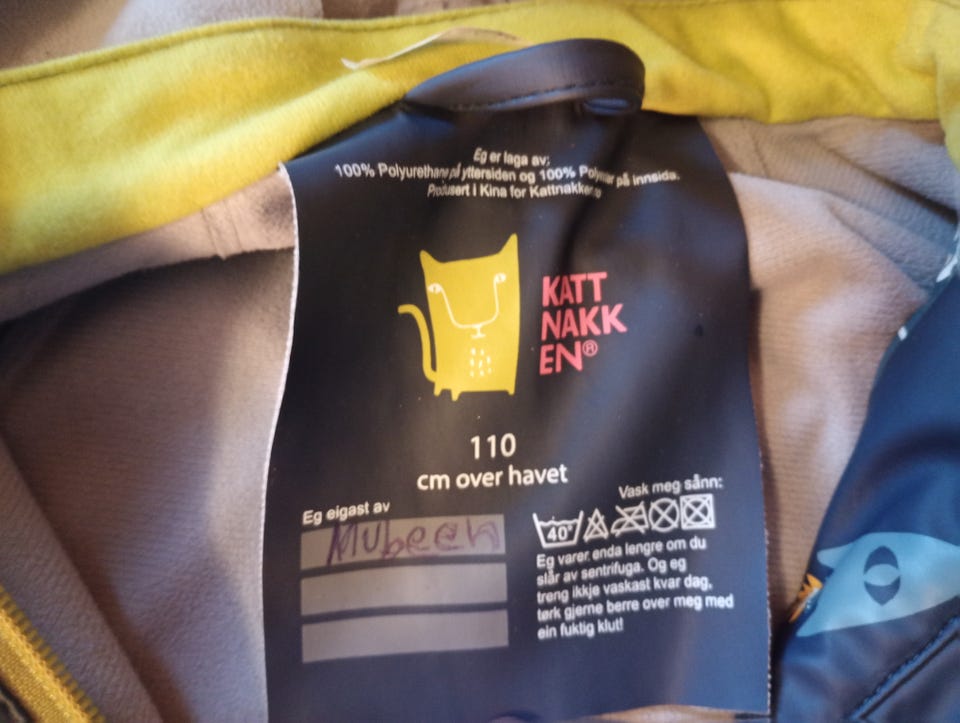 Eg er laga av:
100% Polyurethane på yttersiden og 100% på innsida.
Produsert i Kina for Kattnakken.no
KATT
NAKK
EN®
110
cm over havet
Eg eigast av
Mubeen
Vask meg sånn:
40°
Eg varer enda lengre om du
slår av sentrifuga. Og eg
treng ikkje vaskast kvar dag,
tørk gjerne berre over meg med
ein fuktig klut!